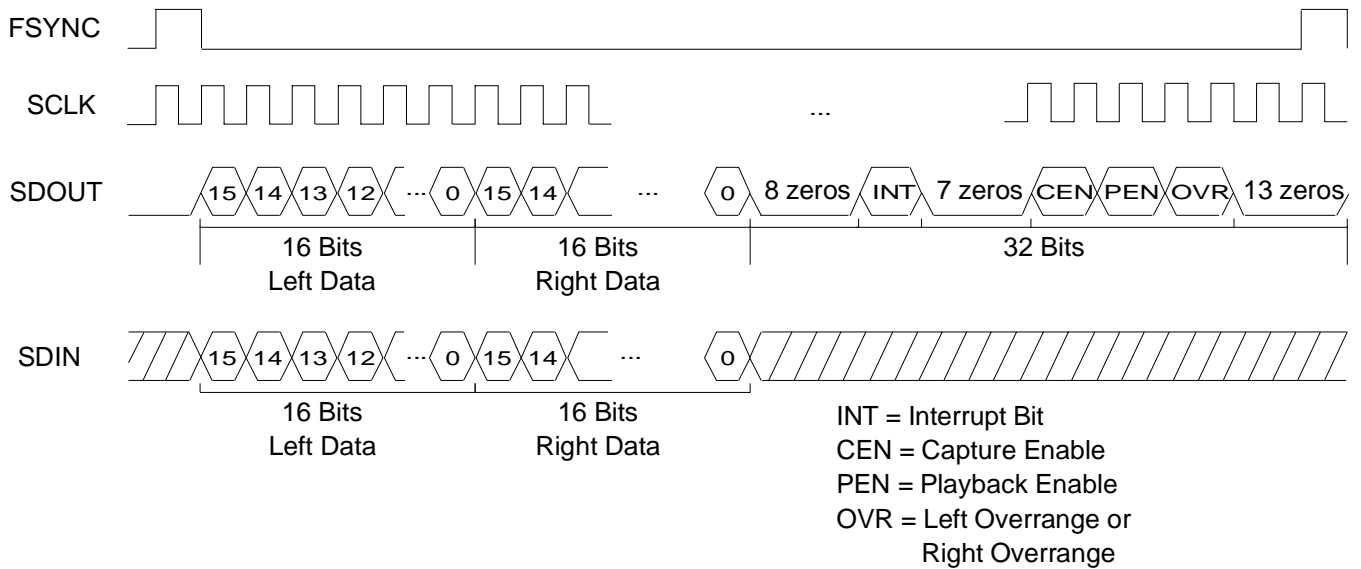 FSYNC
SCLK
...
SDOUT
15 14 13 12 ... 0 15 14 ... 0 8 zeros INT 7 zeros CEN PEN OVR 13 zeros
16 Bits
Left Data
16 Bits
Right Data
32 Bits
SDIN
15 14 13 12 ... 0 15 14 ... 0
16 Bits
Left Data
16 Bits
Right Data
INT = Interrupt Bit
CEN = Capture Enable
PEN = Playback Enable
OVR = Left Overrange or
Right Overrange